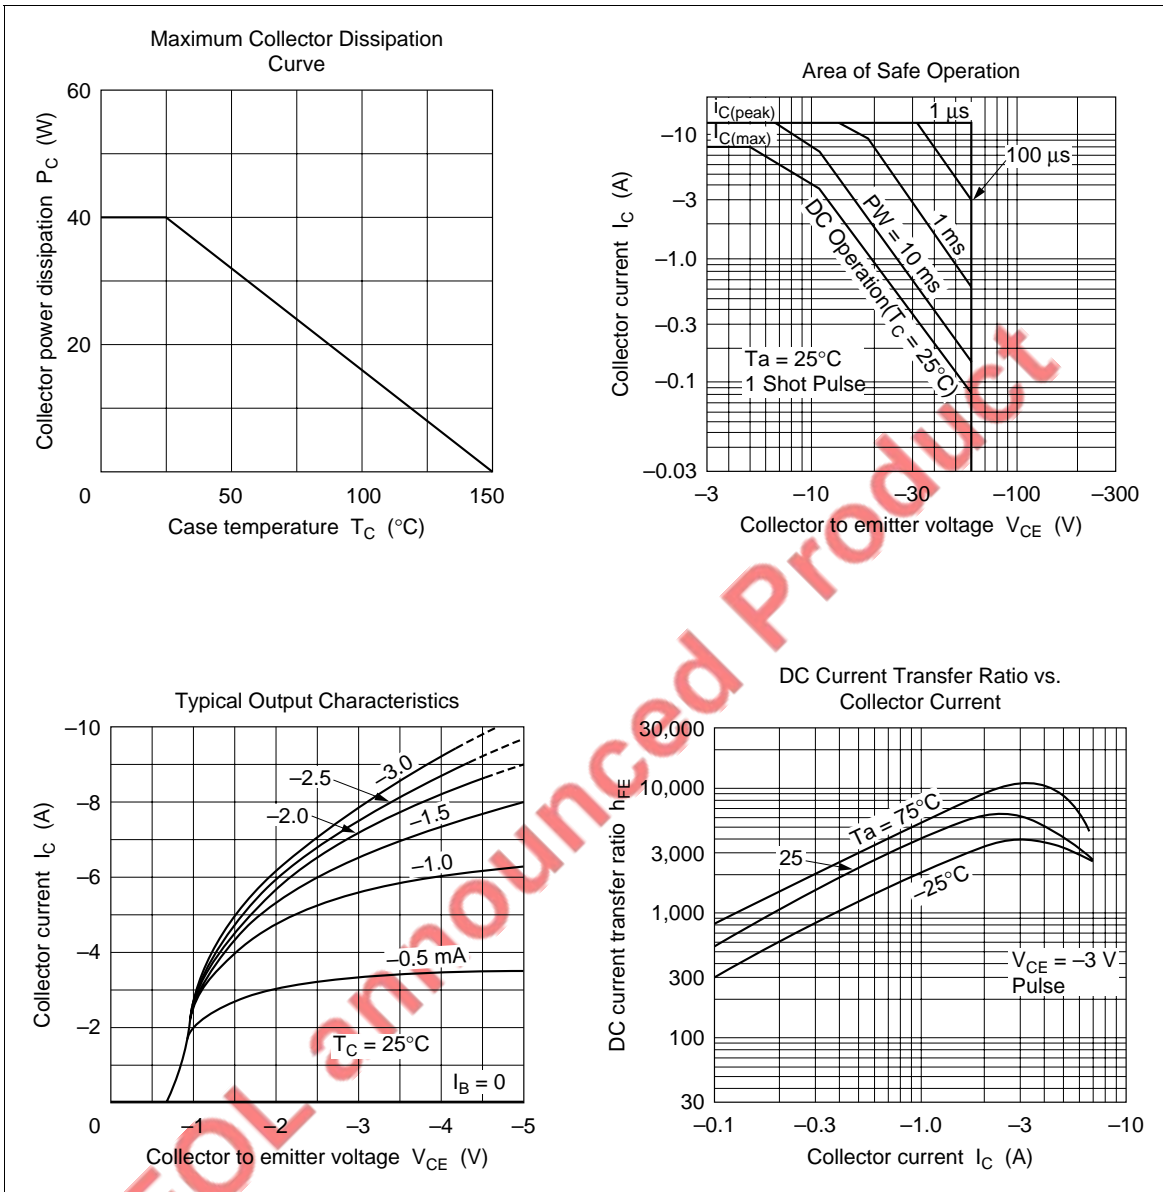 Maximum Collector Dissipation
Curve
60
40
20
0
50
100
150
Collector power dissipation P_C (W)
Case temperature T_C (°C)
Area of Safe Operation
i_C(peak)
I_C(max)
1 µs
100 µs
1 ms
PW = 10 ms
DC Operation(T_C = 25°C)
Ta = 25°C
1 Shot Pulse
–10
–3
–1.0
–0.3
–0.1
–0.03
–3
–10
–30
–100
–300
Collector current I_C (A)
Collector to emitter voltage V_CE (V)
Typical Output Characteristics
–10
–8
–6
–4
–2
0
–1
–2
–3
–4
–5
–3.0
–2.5
–2.0
–1.5
–1.0
–0.5 mA
T_C = 25°C
I_B = 0
Collector current I_C (A)
Collector to emitter voltage V_CE (V)
DC Current Transfer Ratio vs.
Collector Current
30,000
10,000
3,000
1,000
300
100
30
–0.1
–0.3
–1.0
–3
–10
Ta = 75°C
25
–25°C
V_CE = –3 V
Pulse
DC current transfer ratio h_FE
Collector current I_C (A)
EOL announced Product